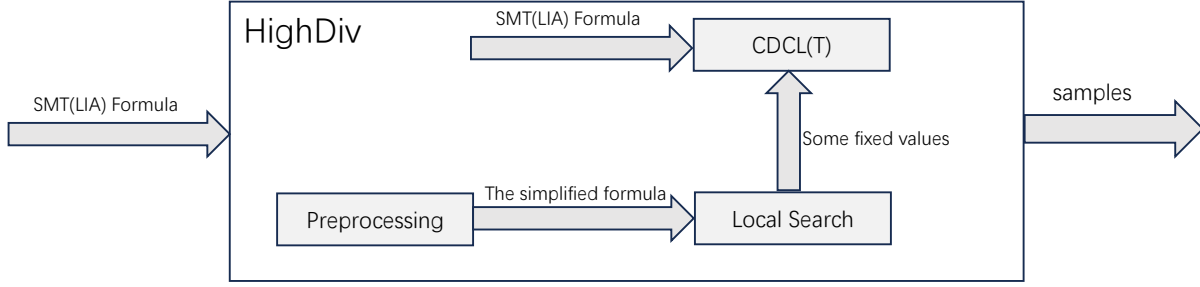 HighDiv
SMT(LIA) Formula
CDCL(T)
SMT(LIA) Formula
samples
Some fixed values
The simplified formula
Preprocessing
Local Search